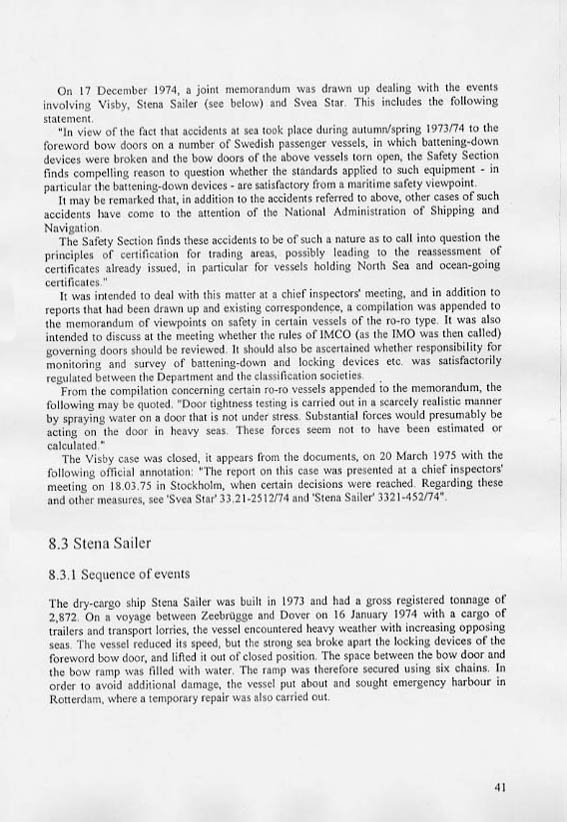 On 17 December 1974, a joint memorandum was drawn up dealing with the events
involving Visby, Stena Sailer (see below) and Svea Star. This includes the following
statement.
"In view of the fact that accidents at sea took place during autumn/spring 1973/74 to the
foreword bow doors on a number of Swedish passenger vessels, in which battening-down
devices were broken and the bow doors of the above vessels torn open, the Safety Section
finds compelling reason to question whether the standards applied to such equipment - in
particular the battening-down devices - are satisfactory from a maritime safety viewpoint.
It may be remarked that, in addition to the accidents referred to above, other cases of such
accidents have come to the attention of the National Administration of Shipping and
Navigation.
The Safety Section finds these accidents to be of such a nature as to call into question the
principles of certification for trading areas, possibly leading to the reassessment of
certificates already issued, in particular for vessels holding North Sea and ocean-going
certificates."
It was intended to deal with this matter at a chief inspectors' meeting, and in addition to
reports that had been drawn up and existing correspondence, a compilation was appended to
the memorandum of viewpoints on safety in certain vessels of the ro-ro type. It was also
intended to discuss at the meeting whether the rules of IMCO (as the IMO was then called)
governing doors should be reviewed. It should also be ascertained whether responsibility for
monitoring and survey of battening-down and locking devices etc. was satisfactorily
regulated between the Department and the classification societies.
From the compilation concerning certain ro-ro vessels appended to the memorandum, the
following may be quoted. "Door tightness testing is carried out in a scarcely realistic manner
by spraying water on a door that is not under stress. Substantial forces would presumably be
acting on the door in heavy seas. These forces seem not to have been estimated or
calculated."
The Visby case was closed, it appears from the documents, on 20 March 1975 with the
following official annotation: "The report on this case was presented at a chief inspectors'
meeting on 18.03.75 in Stockholm, when certain decisions were reached. Regarding these
and other measures, see 'Svea Star' 33.21-2512/74 and 'Stena Sailer' 3321-452/74".
8.3 Stena Sailer
8.3.1 Sequence of events
The dry-cargo ship Stena Sailer was built in 1973 and had a gross registered tonnage of
2,872. On a voyage between Zeebrügge and Dover on 16 January 1974 with a cargo of
trailers and transport lorries, the vessel encountered heavy weather with increasing opposing
seas. The vessel reduced its speed, but the strong sea broke apart the locking devices of the
foreword bow door, and lifted it out of closed position. The space between the bow door and
the bow ramp was filled with water. The ramp was therefore secured using six chains. In
order to avoid additional damage, the vessel put about and sought emergency harbour in
Rotterdam, where a temporary repair was also carried out.
41